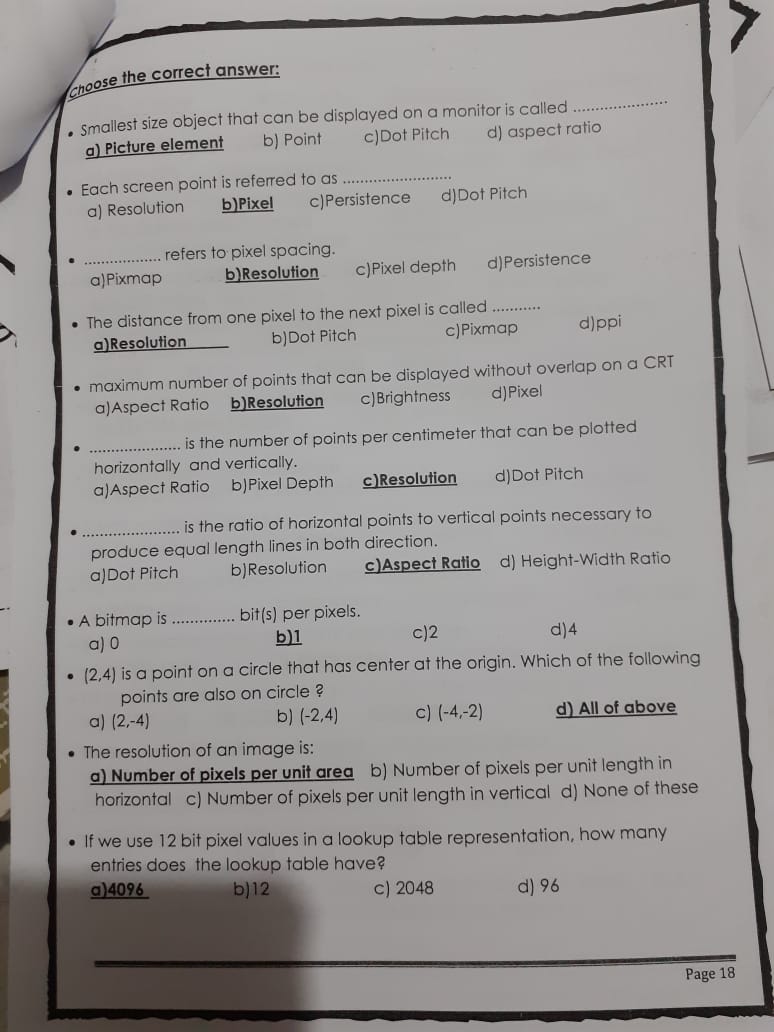 Choose the correct answer:
• Smallest size object that can be displayed on a monitor is called ....................
a) Picture element b) Point c)Dot Pitch d) aspect ratio
• Each screen point is referred to as .......................
a) Resolution b)Pixel c)Persistence d)Dot Pitch
• ................. refers to pixel spacing.
a)Pixmap b)Resolution c)Pixel depth d)Persistence
• The distance from one pixel to the next pixel is called ...........
a)Resolution b)Dot Pitch c)Pixmap d)ppi
• maximum number of points that can be displayed without overlap on a CRT
a)Aspect Ratio b)Resolution c)Brightness d)Pixel
• .................... is the number of points per centimeter that can be plotted
horizontally and vertically.
a)Aspect Ratio b)Pixel Depth c)Resolution d)Dot Pitch
• ..................... is the ratio of horizontal points to vertical points necessary to
produce equal length lines in both direction.
a)Dot Pitch b)Resolution c)Aspect Ratio d) Height-Width Ratio
• A bitmap is ............. bit(s) per pixels.
a) 0 b)1 c)2 d)4
• (2,4) is a point on a circle that has center at the origin. Which of the following
points are also on circle ?
a) (2,-4) b) (-2,4) c) (-4,-2) d) All of above
• The resolution of an image is:
a) Number of pixels per unit area b) Number of pixels per unit length in
horizontal c) Number of pixels per unit length in vertical d) None of these
• If we use 12 bit pixel values in a lookup table representation, how many
entries does the lookup table have?
a)4096 b)12 c) 2048 d) 96
Page 18